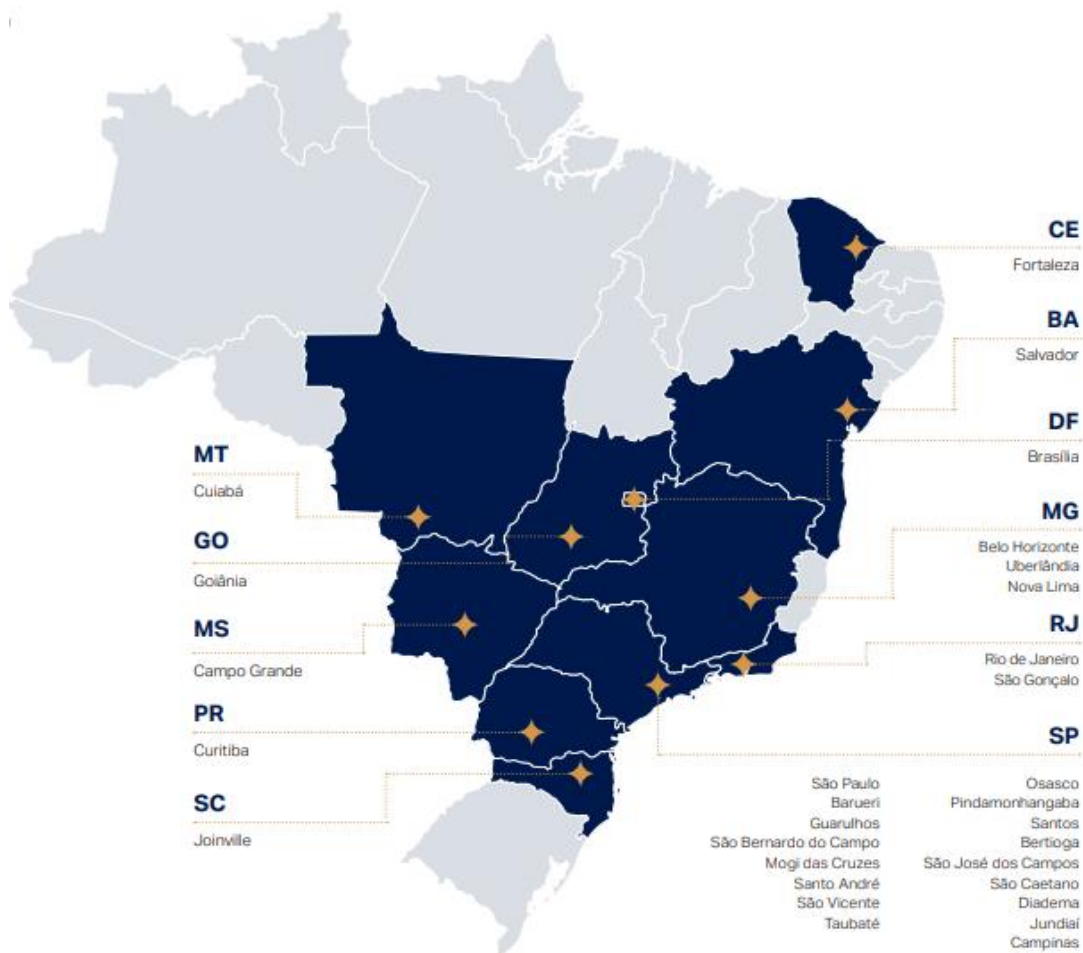 CE
Fortaleza
BA
Salvador
DF
Brasília
MG
Belo Horizonte
Uberlândia
Nova Lima
RJ
Rio de Janeiro
São Gonçalo
SP
São Paulo
Barueri
Guarulhos
São Bernardo do Campo
Mogi das Cruzes
Santo André
São Vicente
Taubaté
Osasco
Pindamonhangaba
Santos
Bertioga
São José dos Campos
São Caetano
Diadema
Jundiaí
Campinas
MT
Cuiabá
GO
Goiânia
MS
Campo Grande
PR
Curitiba
SC
Joinville